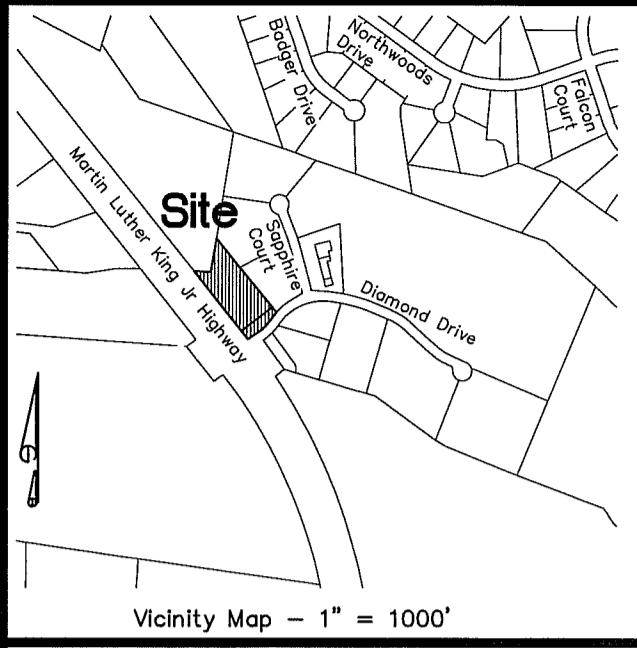 Badger Drive
Northwoods
Drive
Falcon
Court
Martin Luther King Jr Highway
Site
Sapphire
Court
Diamond Drive
Vicinity Map - 1" = 1000'